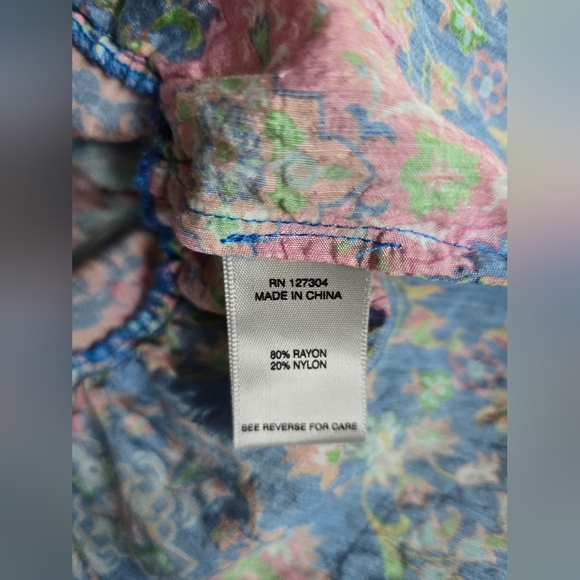 RN 127304
MADE IN CHINA
80% RAYON
20% NYLON
SEE REVERSE FOR CARE